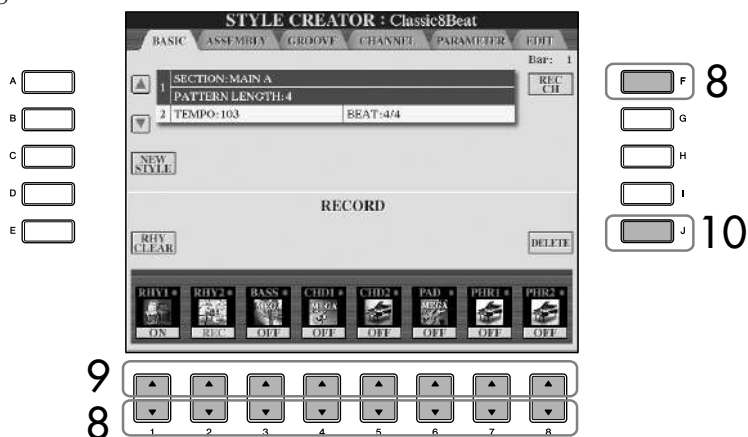 STYLE CREATOR : Classic8Beat
BASIC ASSEMBLY GROOVE CHANNEL PARAMETER EDIT
Bar: 1
1 SECTION: MAIN A
PATTERN LENGTH: 4
REC CH
2 TEMPO: 103 BEAT: 4/4
NEW STYLE
RECORD
RHY CLEAR
DELETE
RHY1 RHY2 BASS CHD1 CHD2 PAD PHR1 PHR2
ON REC OFF OFF OFF OFF OFF OFF
A
B
C
D
E
F 8
G
H
I
J 10
9
8
1 2 3 4 5 6 7 8